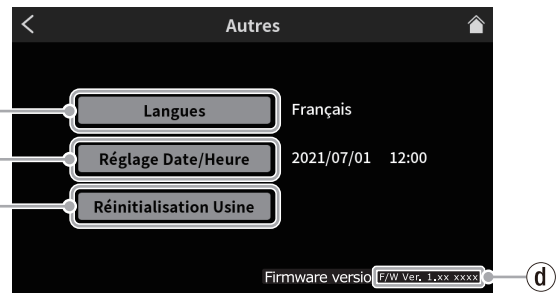 Autres
Langues Français
Réglage Date/Heure 2021/07/01 12:00
Réinitialisation Usine
Firmware versio F/W Ver. 1.xx xxxx d